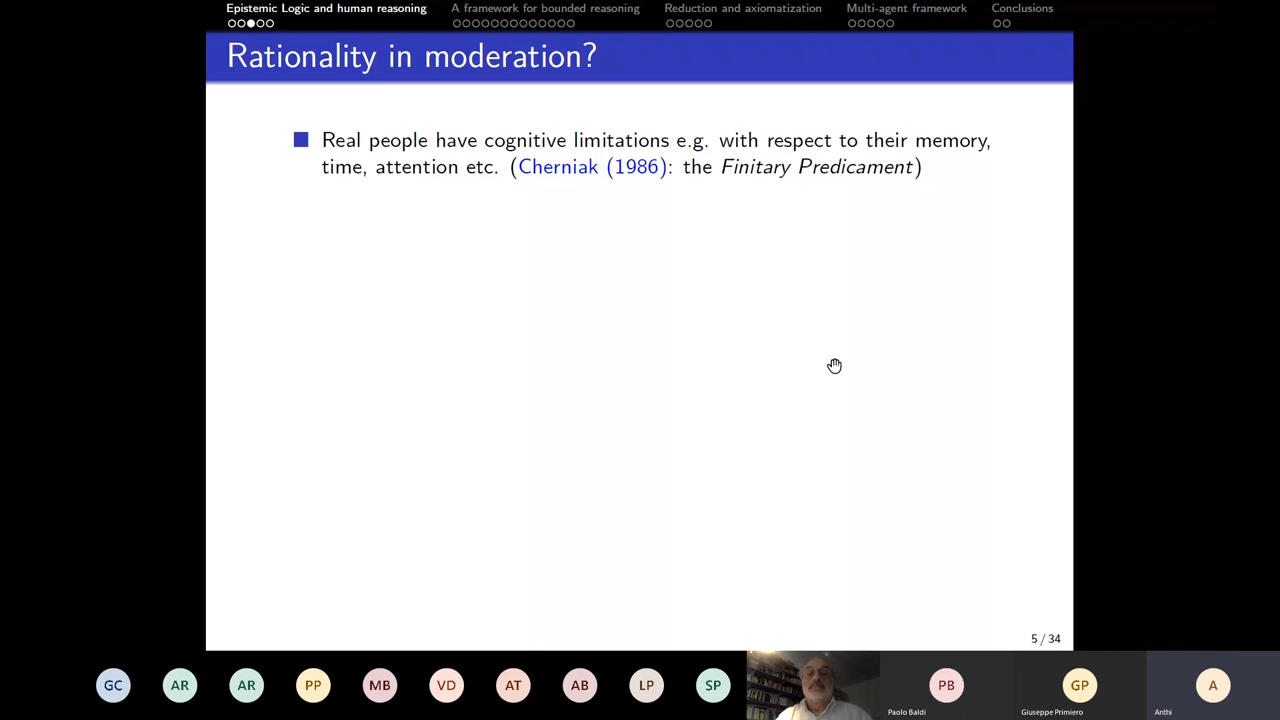 Epistemic Logic and human reasoning
A framework for bounded reasoning
Reduction and axiomatization
Multi-agent framework
Conclusions
Rationality in moderation?
Real people have cognitive limitations e.g. with respect to their memory,
time, attention etc. (Cherniak (1986): the Finitary Predicament)
5 / 34
GC
AR
AR
PP
MB
VD
AT
AB
LP
SP
PB
Paolo Baldi
GP
Giuseppe Primiero
A
Anthi